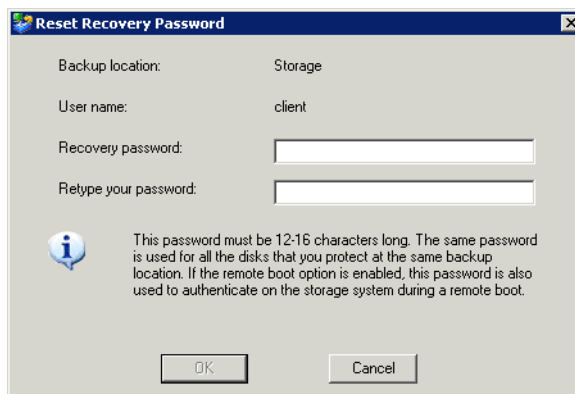 Reset Recovery Password
Backup location: Storage
User name: client
Recovery password:
Retype your password:
This password must be 12-16 characters long. The same password
is used for all the disks that you protect at the same backup
location. If the remote boot option is enabled, this password is also
used to authenticate on the storage system during a remote boot.
OK Cancel